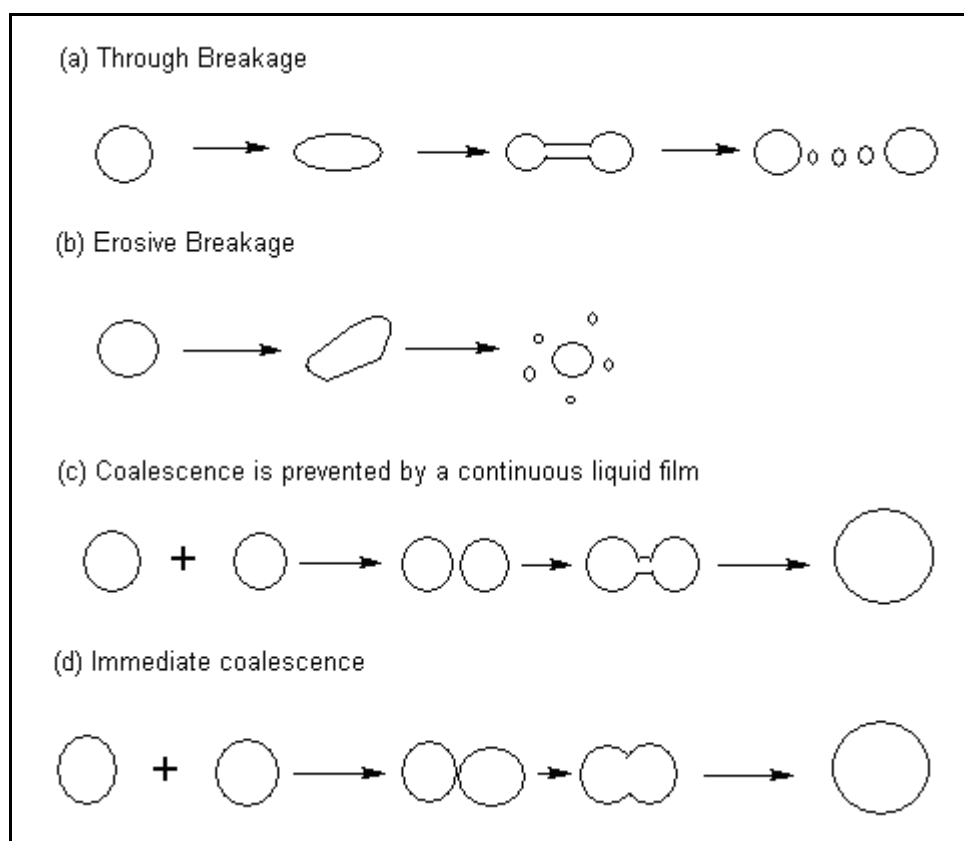 (a) Through Breakage
(b) Erosive Breakage
(c) Coalescence is prevented by a continuous liquid film
+
(d) Immediate coalescence
+